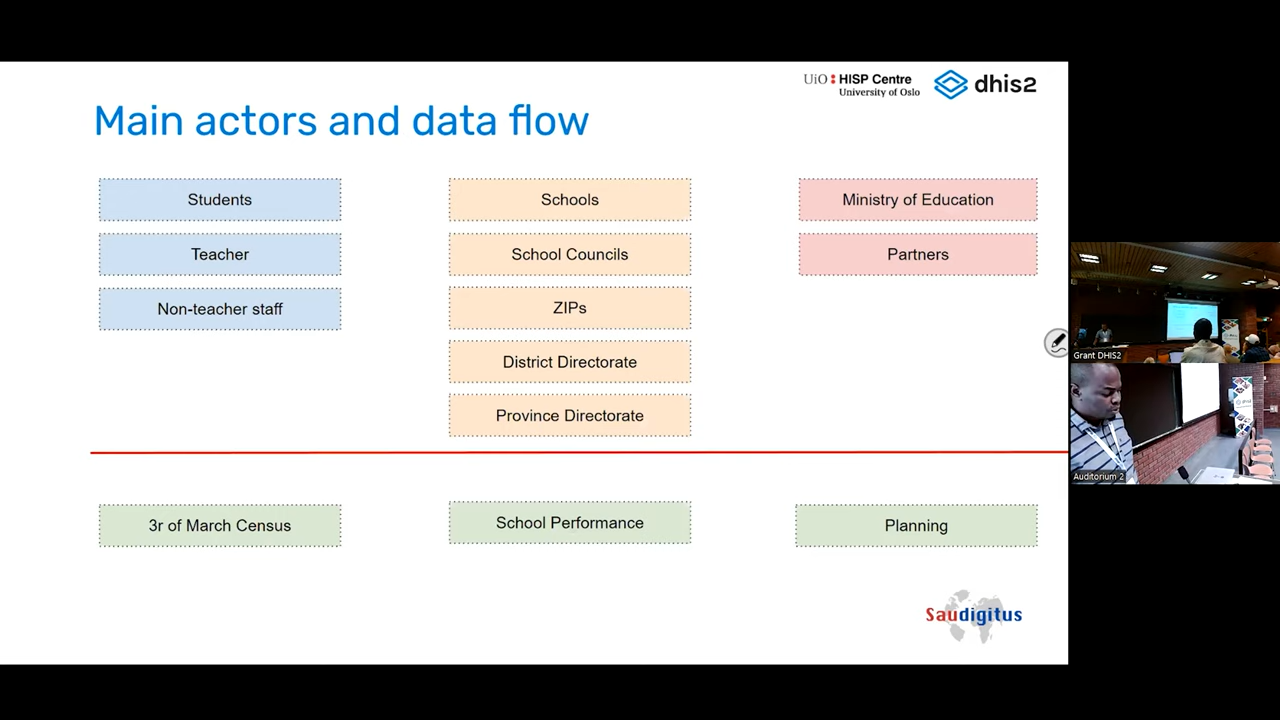 UiO HISP Centre
University of Oslo
dhis2
Main actors and data flow
Students
Schools
Ministry of Education
Teacher
School Councils
Partners
Non-teacher staff
ZIPs
District Directorate
Province Directorate
3r of March Census
School Performance
Planning
Saudigitus
Grant DHIS2
Auditorium 2